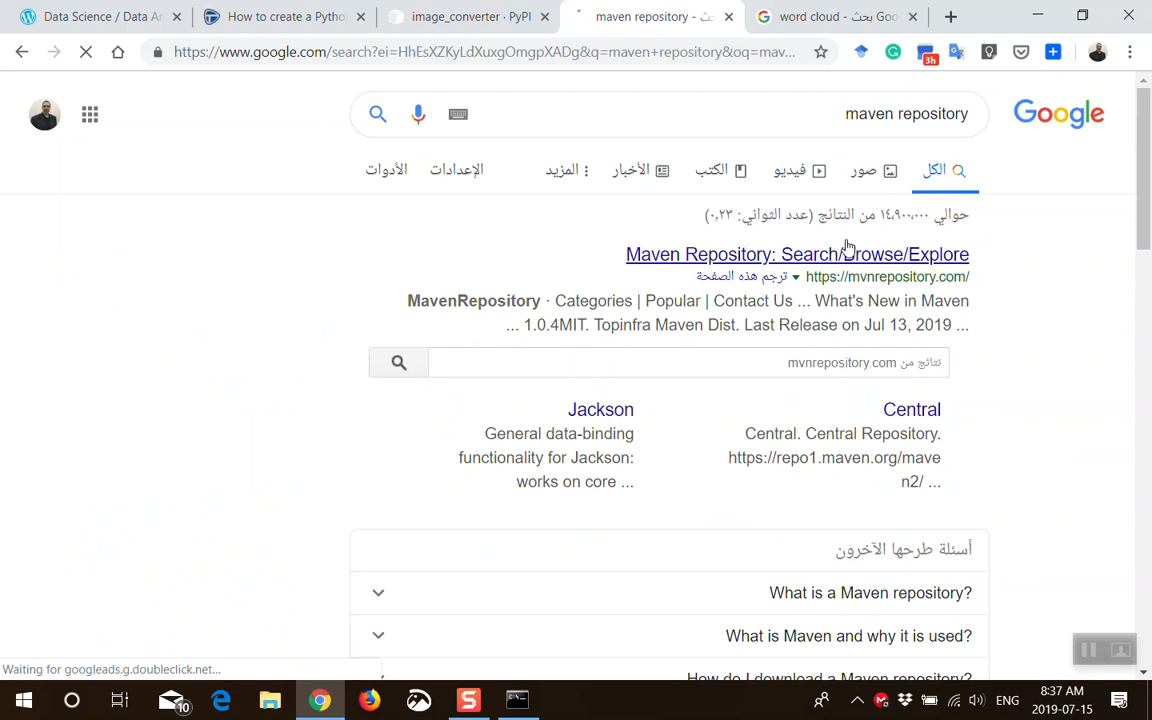 Data Science / Data An
How to create a Pytho
image_converter · PyPI
maven repository - بحث
word cloud - بحث Goo
https://www.google.com/search?ei=HhEsXZKyLdXuxgOmgpXADg&q=maven+repository&oq=mav...
3h
maven repository
Google
الكل
صور
فيديو
الكتب
الأخبار
المزيد
الإعدادات
الأدوات
حوالي ١٤,٩٠٠,٠٠٠ من النتائج (عدد الثواني: ٠,٢٣)
Maven Repository: Search/Browse/Explore
https://mvnrepository.com/ ترجم هذه الصفحة
MavenRepository · Categories | Popular | Contact Us ... What's New in Maven
... 1.0.4MIT. Topinfra Maven Dist. Last Release on Jul 13, 2019 ...
نتائج من mvnrepository.com
Central
Central. Central Repository.
https://repo1.maven.org/mave
n2/ ...
Jackson
General data-binding
functionality for Jackson:
works on core ...
أسئلة طرحها الآخرون
What is a Maven repository?
What is Maven and why it is used?
How do I download a Maven repository?
Waiting for googleads.g.doubleclick.net...
10
ENG
8:37 AM
2019-07-15